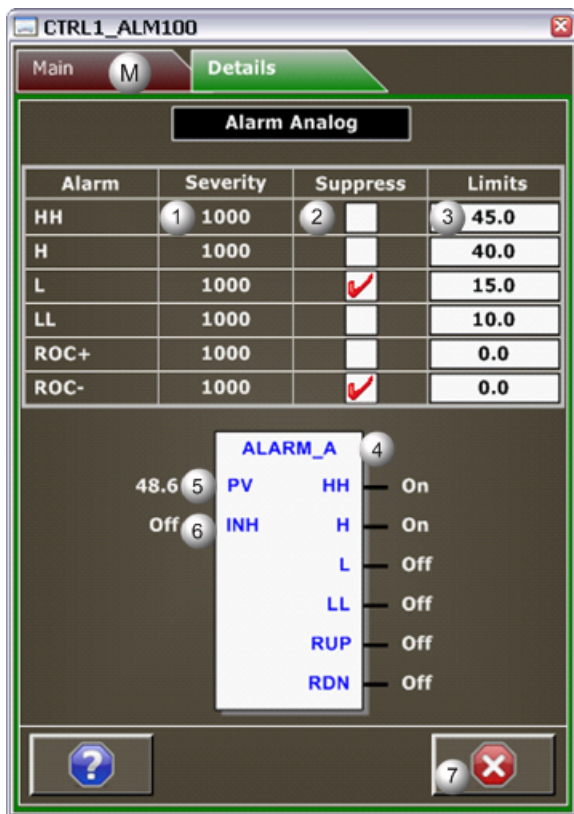 CTRL1_ALM100
Main M Details
Alarm Analog
Alarm Severity Suppress Limits
HH 1 1000 2 3 45.0
H 1000 40.0
L 1000 15.0
LL 1000 10.0
ROC+ 1000 0.0
ROC- 1000 0.0
ALARM_A 4
48.6 5 PV HH On
Off 6 INH H On
L Off
LL Off
RUP Off
RDN Off
? 7